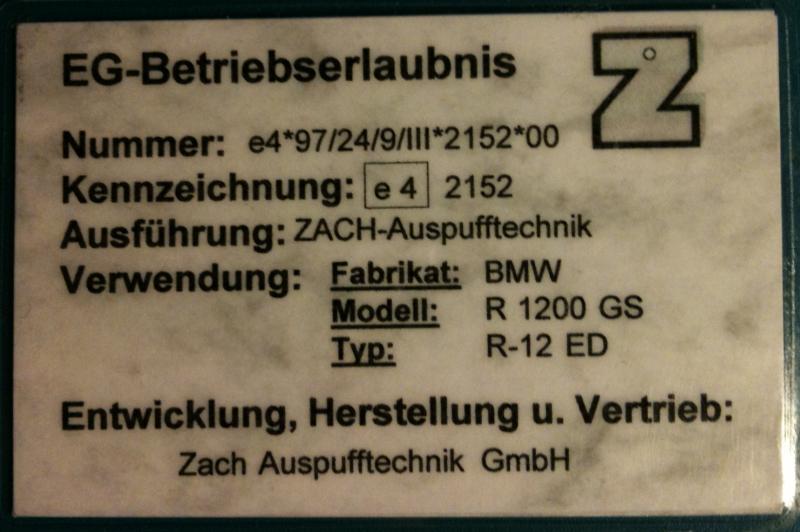 EG-Betriebserlaubnis
Z
Nummer: e4*97/24/9/III*2152*00
Kennzeichnung: e 4 2152
Ausführung: ZACH-Auspufftechnik
Verwendung: Fabrikat: BMW
Modell: R 1200 GS
Typ: R-12 ED
Entwicklung, Herstellung u. Vertrieb:
Zach Auspufftechnik GmbH